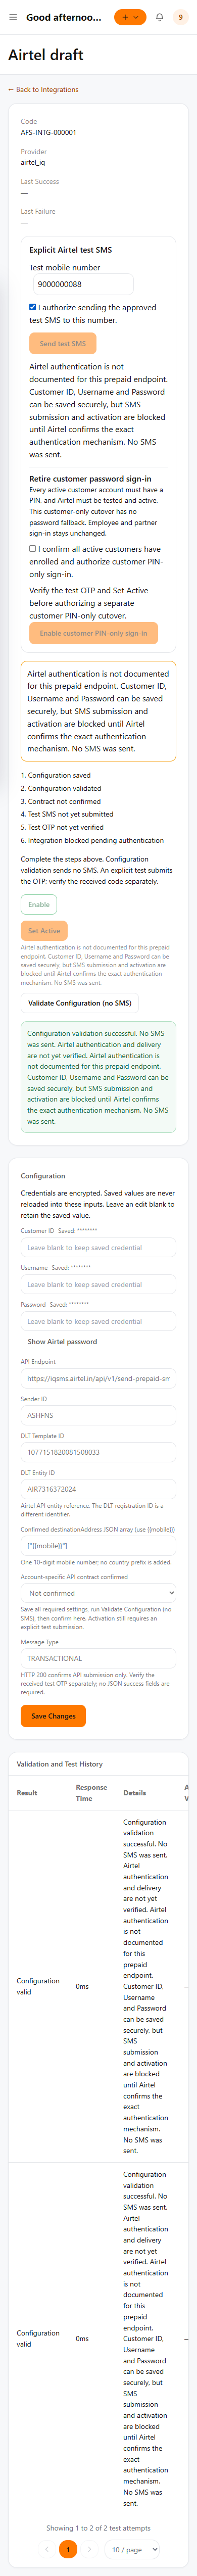 Good afternoo...
9
Airtel draft
← Back to Integrations
Code
AFS-INTG-000001
Provider
airtel_iq
Last Success
—
Last Failure
—
Explicit Airtel test SMS
Test mobile number
9000000088
I authorize sending the approved
test SMS to this number.
Send test SMS
Airtel authentication is not
documented for this prepaid endpoint.
Customer ID, Username and Password
can be saved securely, but SMS
submission and activation are blocked
until Airtel confirms the exact
authentication mechanism. No SMS
was sent.
Retire customer password sign-in
Every active customer account must have a
PIN, and Airtel must be tested and active.
This customer-only cutover has no
password fallback. Employee and partner
sign-in stays unchanged.
I confirm all active customers have
enrolled and authorize customer PIN-
only sign-in.
Verify the test OTP and Set Active
before authorizing a separate
customer PIN-only cutover.
Enable customer PIN-only sign-in
Airtel authentication is not documented
for this prepaid endpoint. Customer ID,
Username and Password can be saved
securely, but SMS submission and
activation are blocked until Airtel
confirms the exact authentication
mechanism. No SMS was sent.
1. Configuration saved
2. Configuration validated
3. Contract not confirmed
4. Test SMS not yet submitted
5. Test OTP not yet verified
6. Integration blocked pending authentication
Complete the steps above. Configuration
validation sends no SMS. An explicit test submits
the OTP; verify the received code separately.
Enable
Set Active
Airtel authentication is not documented for this prepaid
endpoint. Customer ID, Username and Password can be
saved securely, but SMS submission and activation are
blocked until Airtel confirms the exact authentication
mechanism. No SMS was sent.
Validate Configuration (no SMS)
Configuration validation successful. No SMS
was sent. Airtel authentication and delivery
are not yet verified. Airtel authentication is
not documented for this prepaid endpoint.
Customer ID, Username and Password can be
saved securely, but SMS submission and
activation are blocked until Airtel confirms
the exact authentication mechanism. No SMS
was sent.
Configuration
Credentials are encrypted. Saved values are never
reloaded into these inputs. Leave an edit blank to
retain the saved value.
Customer ID Saved: ********
Leave blank to keep saved credential
Username Saved: ********
Leave blank to keep saved credential
Password Saved: ********
Leave blank to keep saved credential
Show Airtel password
API Endpoint
https://iqsms.airtel.in/api/v1/send-prepaid-sm
Sender ID
ASHFNS
DLT Template ID
1077151820081508033
DLT Entity ID
AIR7316372024
Airtel API entity reference. The DLT registration ID is a
different identifier.
Confirmed destinationAddress JSON array (use {{mobile}})
["{{mobile}}"]
One 10-digit mobile number; no country prefix is added.
Account-specific API contract confirmed
Not confirmed
Save all required settings, run Validate Configuration (no
SMS), then confirm here. Activation still requires an
explicit test submission.
Message Type
TRANSACTIONAL
HTTP 200 confirms API submission only. Verify the
received test OTP separately; no JSON success fields are
required.
Save Changes
Validation and Test History
Result Response Time Details A V
Configuration valid
0ms
Configuration
validation
successful. No
SMS was sent.
Airtel
authentication
and delivery
are not yet
verified. Airtel
authentication
is not
documented
for this
prepaid
endpoint.
Customer ID,
Username
and Password
can be saved
securely, but
SMS
submission
and activation
are blocked
until Airtel
confirms the
exact
authentication
mechanism.
No SMS was
sent.
—
Configuration valid
0ms
Configuration
validation
successful. No
SMS was sent.
Airtel
authentication
and delivery
are not yet
verified. Airtel
authentication
is not
documented
for this
prepaid
endpoint.
Customer ID,
Username
and Password
can be saved
securely, but
SMS
submission
and activation
are blocked
until Airtel
confirms the
exact
authentication
mechanism.
No SMS was
sent.
—
Showing 1 to 2 of 2 test attempts
1
10 / page